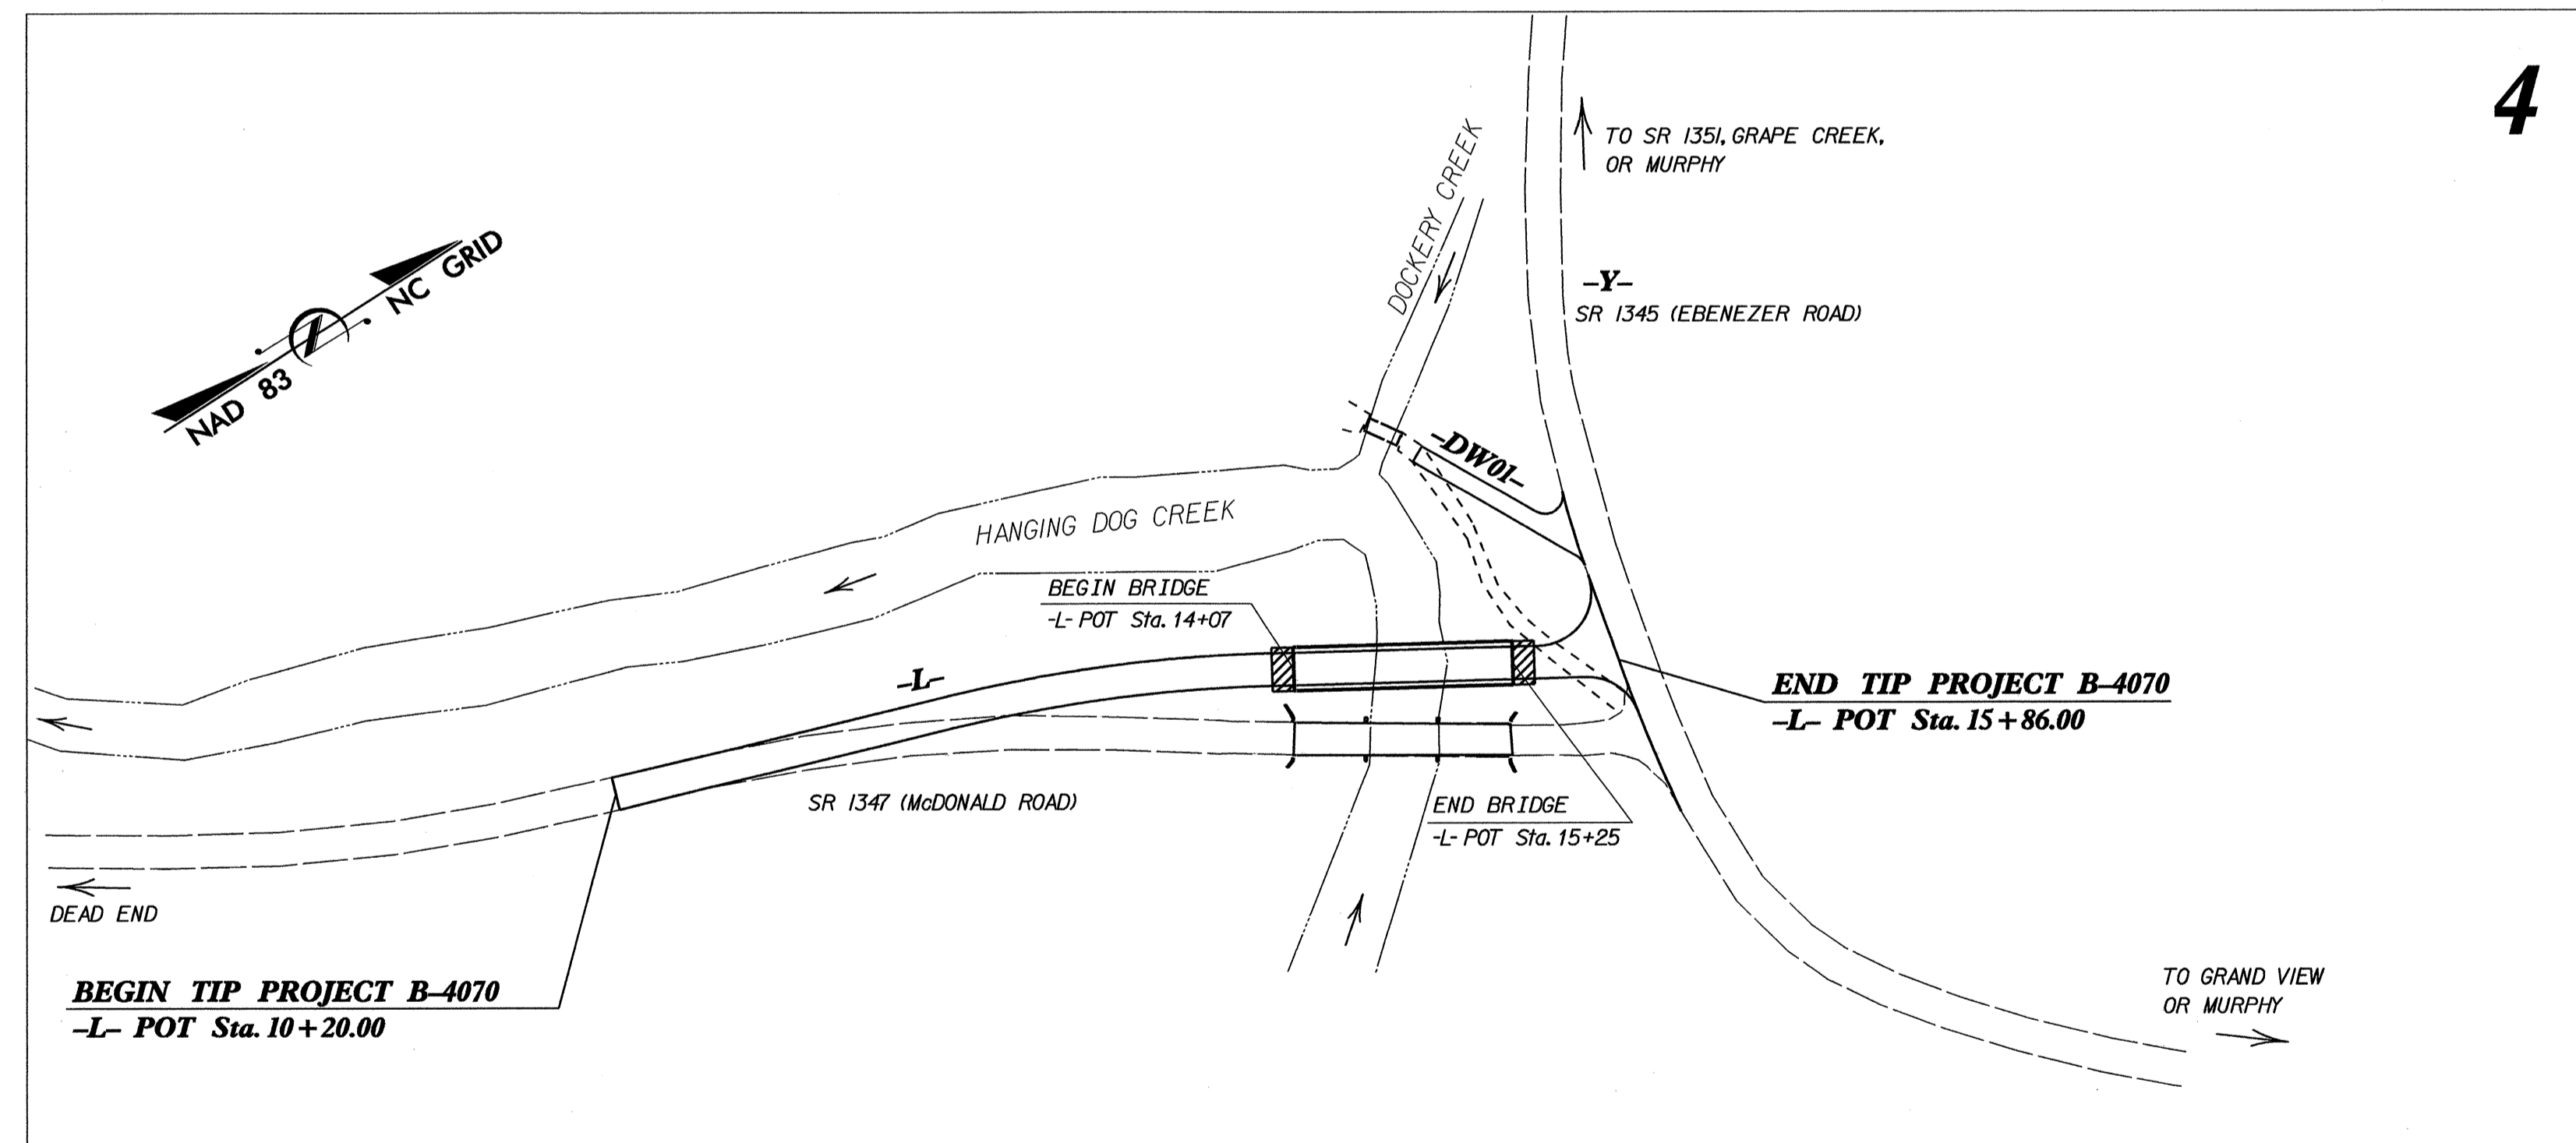 4
TO SR 1351, GRAPE CREEK,
OR MURPHY
DOCKERY CREEK
NAD 83
NC GRID
-Y-
SR 1345 (EBENEZER ROAD)
-DW01-
HANGING DOG CREEK
BEGIN BRIDGE
-L- POT Sta. 14+07
-L-
END TIP PROJECT B-4070
-L- POT Sta. 15+86.00
SR 1347 (McDONALD ROAD)
END BRIDGE
-L- POT Sta. 15+25
DEAD END
BEGIN TIP PROJECT B-4070
-L- POT Sta. 10+20.00
TO GRAND VIEW
OR MURPHY